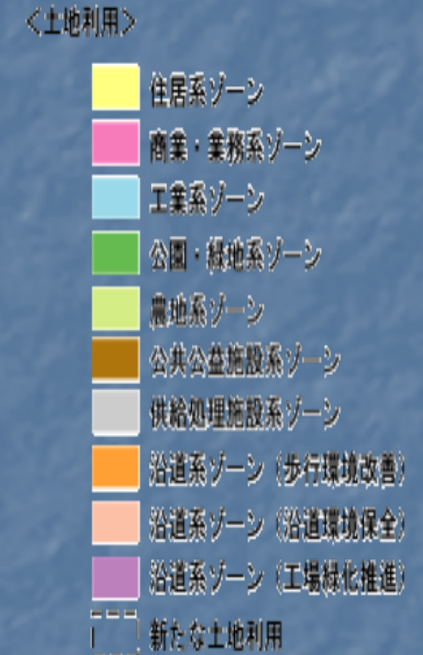 ＜土地利用＞
住居系ゾーン
商業・業務系ゾーン
工業系ゾーン
公園・緑地系ゾーン
農地系ゾーン
公共公益施設系ゾーン
供給処理施設系ゾーン
沿道系ゾーン（歩行環境改善）
沿道系ゾーン（沿道環境保全）
沿道系ゾーン（工場緑化推進）
新たな土地利用